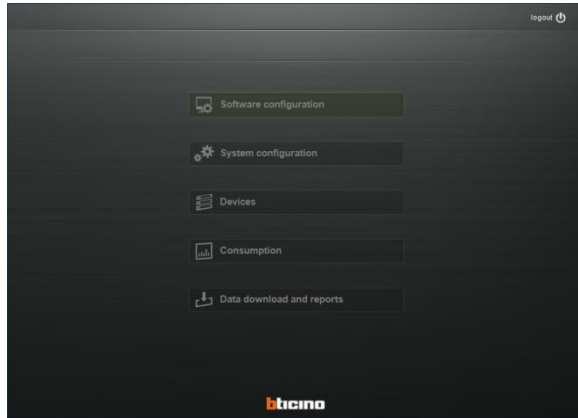 logout
Software configuration
System configuration
Devices
Consumption
Data download and reports
bticino